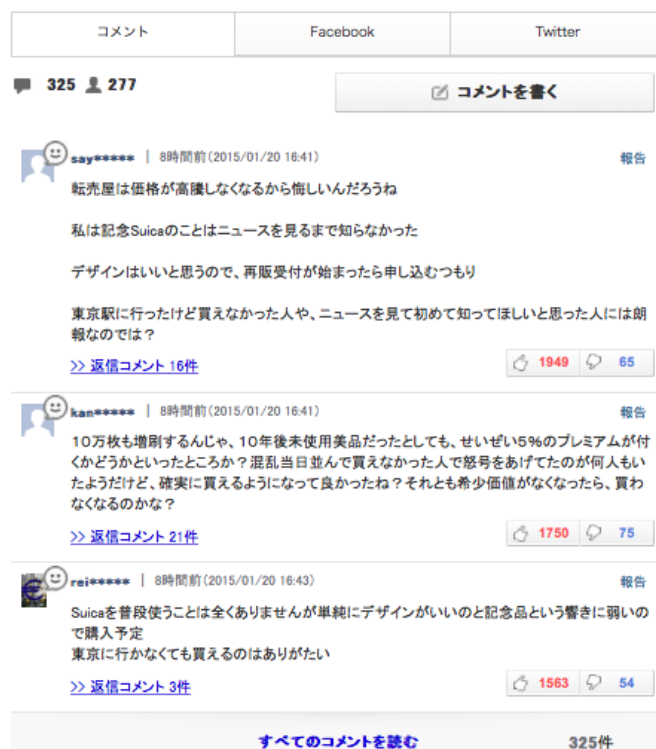 コメント Facebook Twitter
325 277 コメントを書く
say***** | 8時間前(2015/01/20 16:41) 報告
転売屋は価格が高騰しなくなるから悔しいんだろうね
私は記念Suicaのことはニュースを見るまで知らなかった
デザインはいいと思うので、再販受付が始まったら申し込むつもり
東京駅に行ったけど買えなかった人や、ニュースを見て初めて知ってほしいと思った人には朗
報なのでは？
>> 返信コメント 16件 1949 65
kan***** | 8時間前(2015/01/20 16:41) 報告
１０万枚も増刷するんじゃ、１０年後未使用美品だったとしても、せいぜい５％のプレミアムが付
くかどうかといったところか？混乱当日並んで買えなかった人で怒号をあげてたのが何人もい
たようだけど、確実に買えるようになって良かったね？それとも希少価値がなくなったら、買わ
なくなるのかな？
>> 返信コメント 21件 1750 75
rei***** | 8時間前(2015/01/20 16:43) 報告
Suicaを普段使うことは全くありませんが単純にデザインがいいのと記念品という響きに弱いの
で購入予定
東京に行かなくても買えるのはありがたい
>> 返信コメント 3件 1563 54
すべてのコメントを読む 325件